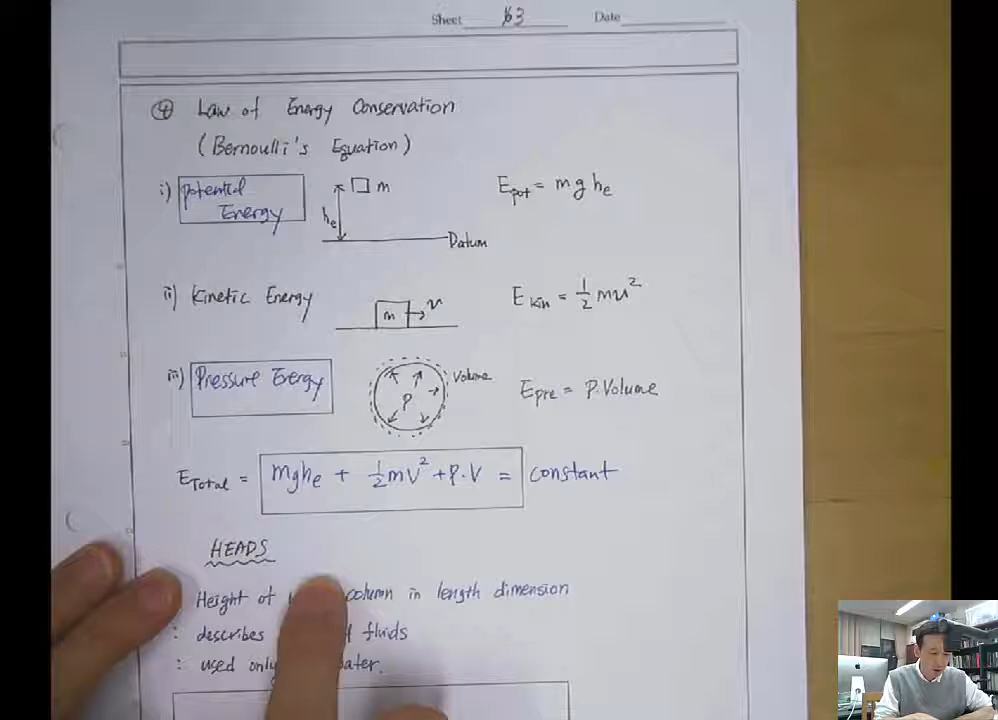 Sheet 63 Date
④ Law of Energy Conservation
(Bernoulli's Equation)
i) Potential Energy
m
he
Datum
Epot = m g he
ii) Kinetic Energy
m
v
E kin = 1/2 mv²
iii) Pressure Energy
P
Volume
Epre = P. Volume
ETotal = mghe + 1/2 mV² + P. V = constant
HEADS
Height of column in length dimension
: describes fluids
: used only